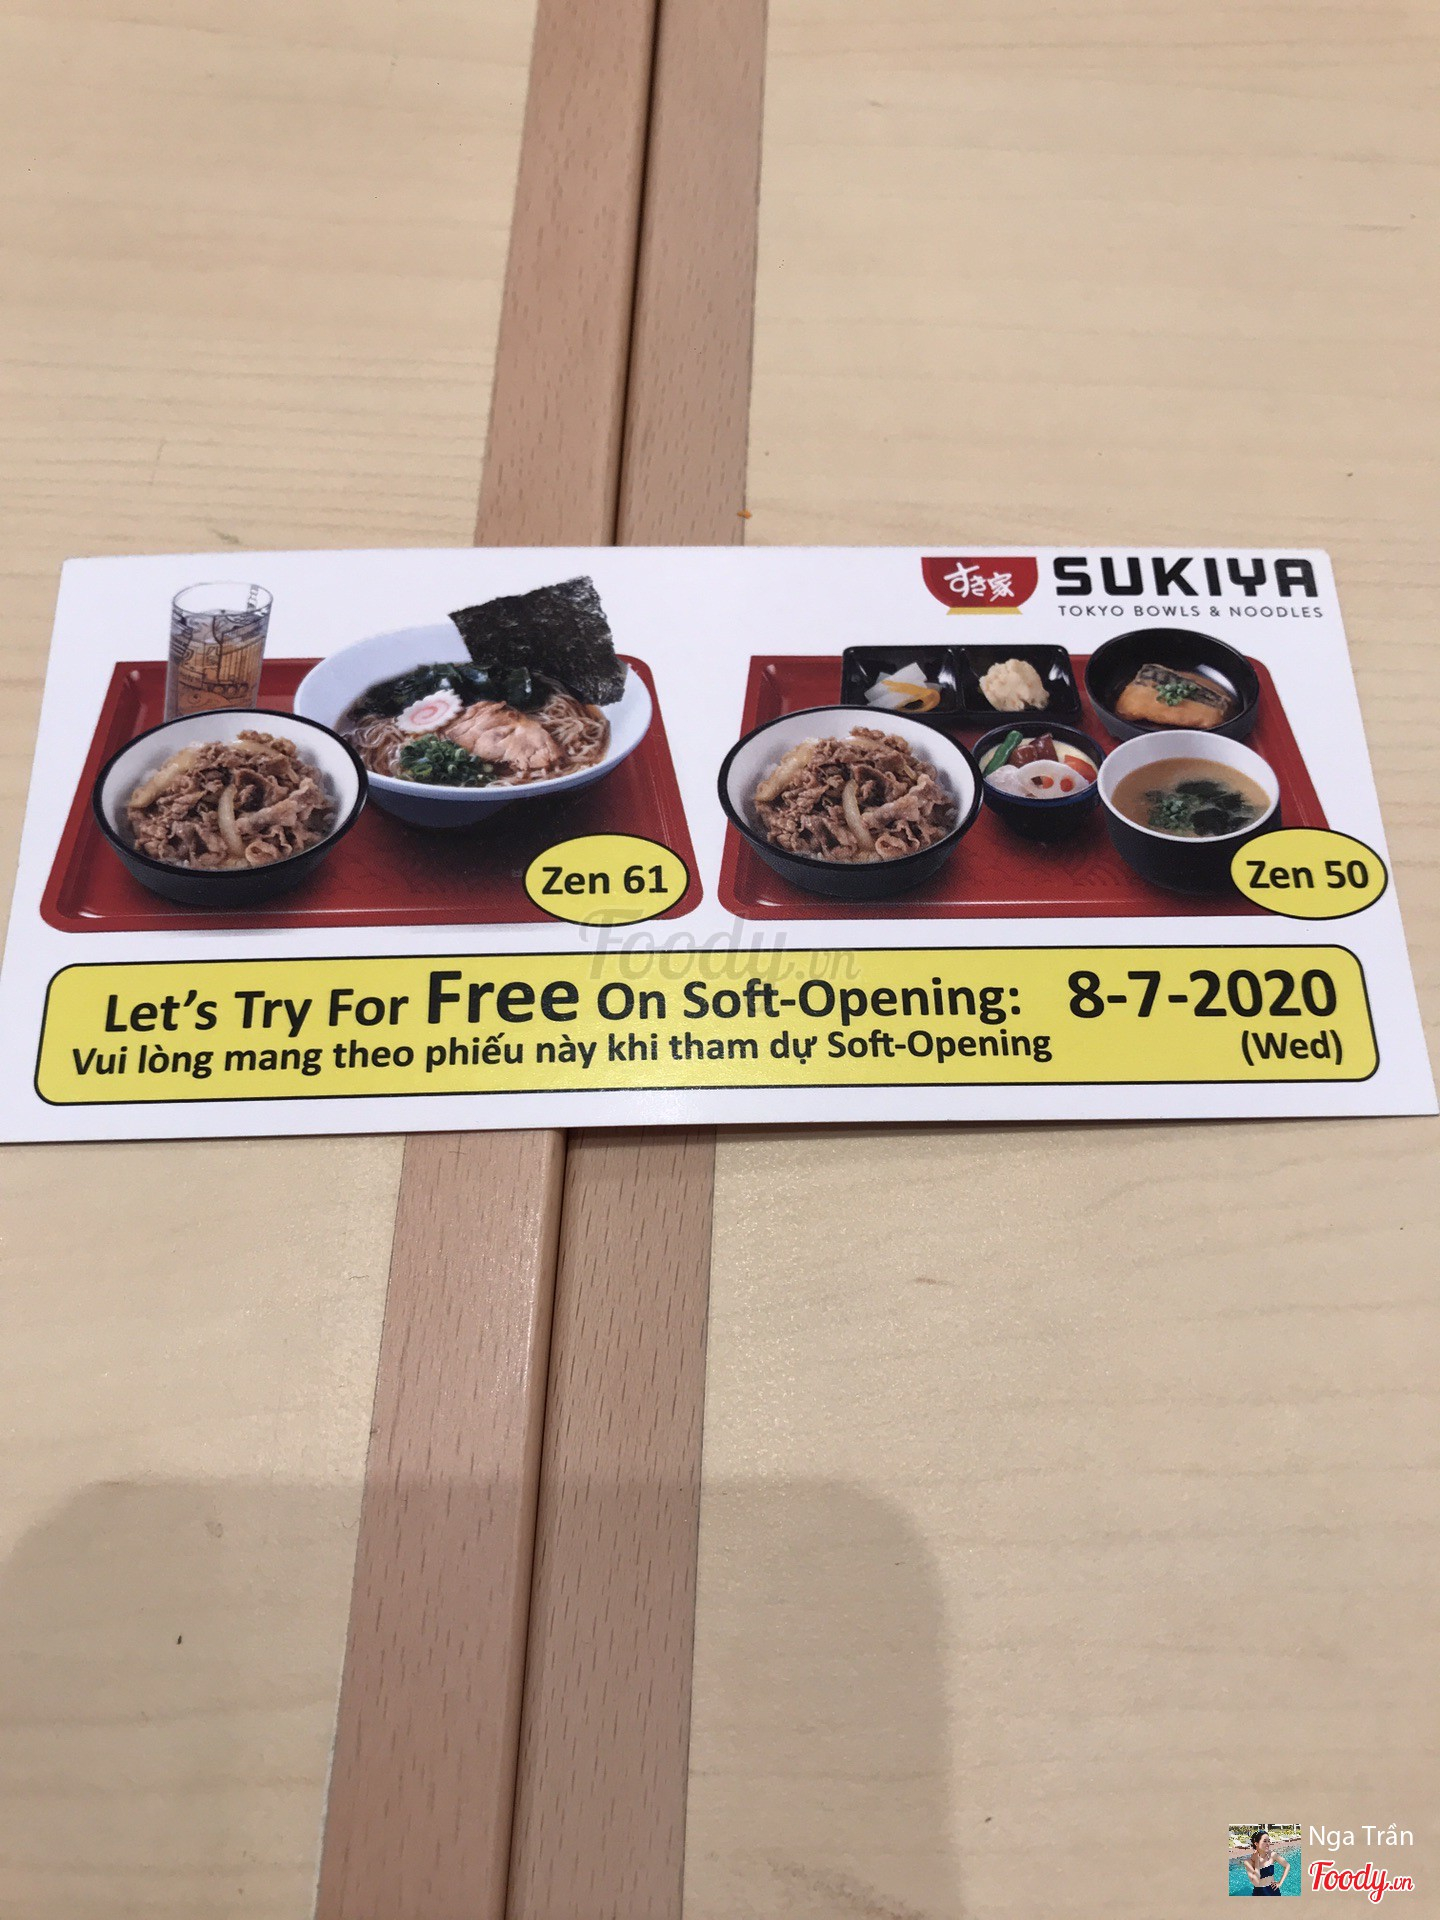 すき家 SUKIYA
TOKYO BOWLS & NOODLES
Zen 61
Zen 50
Foody.vn
Let's Try For Free On Soft-Opening: 8-7-2020
Vui lòng mang theo phiếu này khi tham dự Soft-Opening (Wed)
Nga Trần
Foody.vn